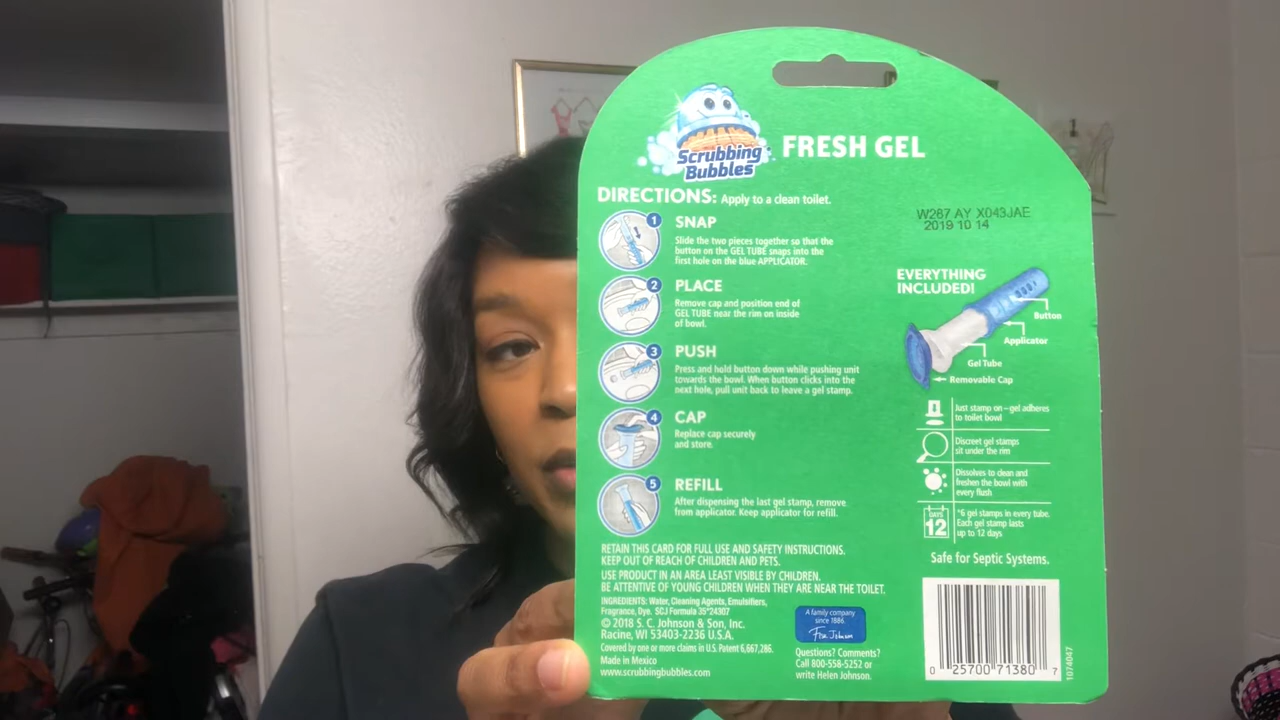 Scrubbing
Bubbles
FRESH GEL
DIRECTIONS: Apply to a clean toilet.
1
SNAP
Slide the two pieces together so that the
button on the GEL TUBE snaps into the
first hole on the blue APPLICATOR.
2
PLACE
Remove cap and position end of
GEL TUBE near the rim on inside
of bowl.
3
PUSH
Press and hold button down while pushing unit
towards the bowl. When button clicks into the
next hole, pull unit back to leave a gel stamp.
4
CAP
Replace cap securely
and store.
5
REFILL
After dispensing the last gel stamp, remove
from applicator. Keep applicator for refill.
RETAIN THIS CARD FOR FULL USE AND SAFETY INSTRUCTIONS.
KEEP OUT OF REACH OF CHILDREN AND PETS.
USE PRODUCT IN AN AREA LEAST VISIBLE BY CHILDREN.
BE ATTENTIVE OF YOUNG CHILDREN WHEN THEY ARE NEAR THE TOILET.
INGREDIENTS: Water, Cleaning Agents, Emulsifiers,
Fragrance, Dye. SCJ Formula 35*24307
© 2018 S. C. Johnson & Son, Inc.
Racine, WI 53403-2236 U.S.A.
Covered by one or more claims in U.S. Patent 6,667,286.
Made in Mexico
www.scrubbingbubbles.com
A family company
since 1886.
Fisk Johnson
Questions? Comments?
Call 800-558-5252 or
write Helen Johnson.
W287 AY X043JAE
2019 10 14
EVERYTHING
INCLUDED!
Button
Applicator
Gel Tube
Removable Cap
Just stamp on – gel adheres
to toilet bowl
Discreet gel stamps
sit under the rim
Dissolves to clean and
freshen the bowl with
every flush
DAYS
12
*6 gel stamps in every tube.
Each gel stamp lasts
up to 12 days
Safe for Septic Systems.
0 25700 71380 7
1074047